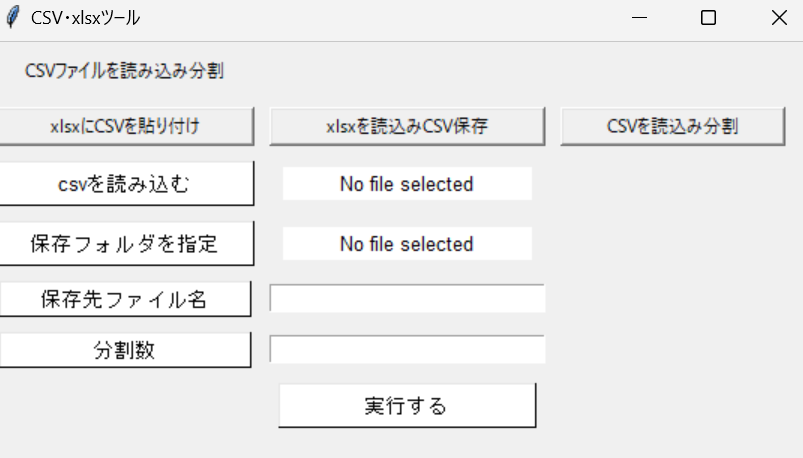 CSV・xlsxツール
CSVファイルを読み込み分割
xlsxにCSVを貼り付け
xlsxを読込みCSV保存
CSVを読込み分割
csvを読み込む
No file selected
保存フォルダを指定
No file selected
保存先ファイル名
分割数
実行する